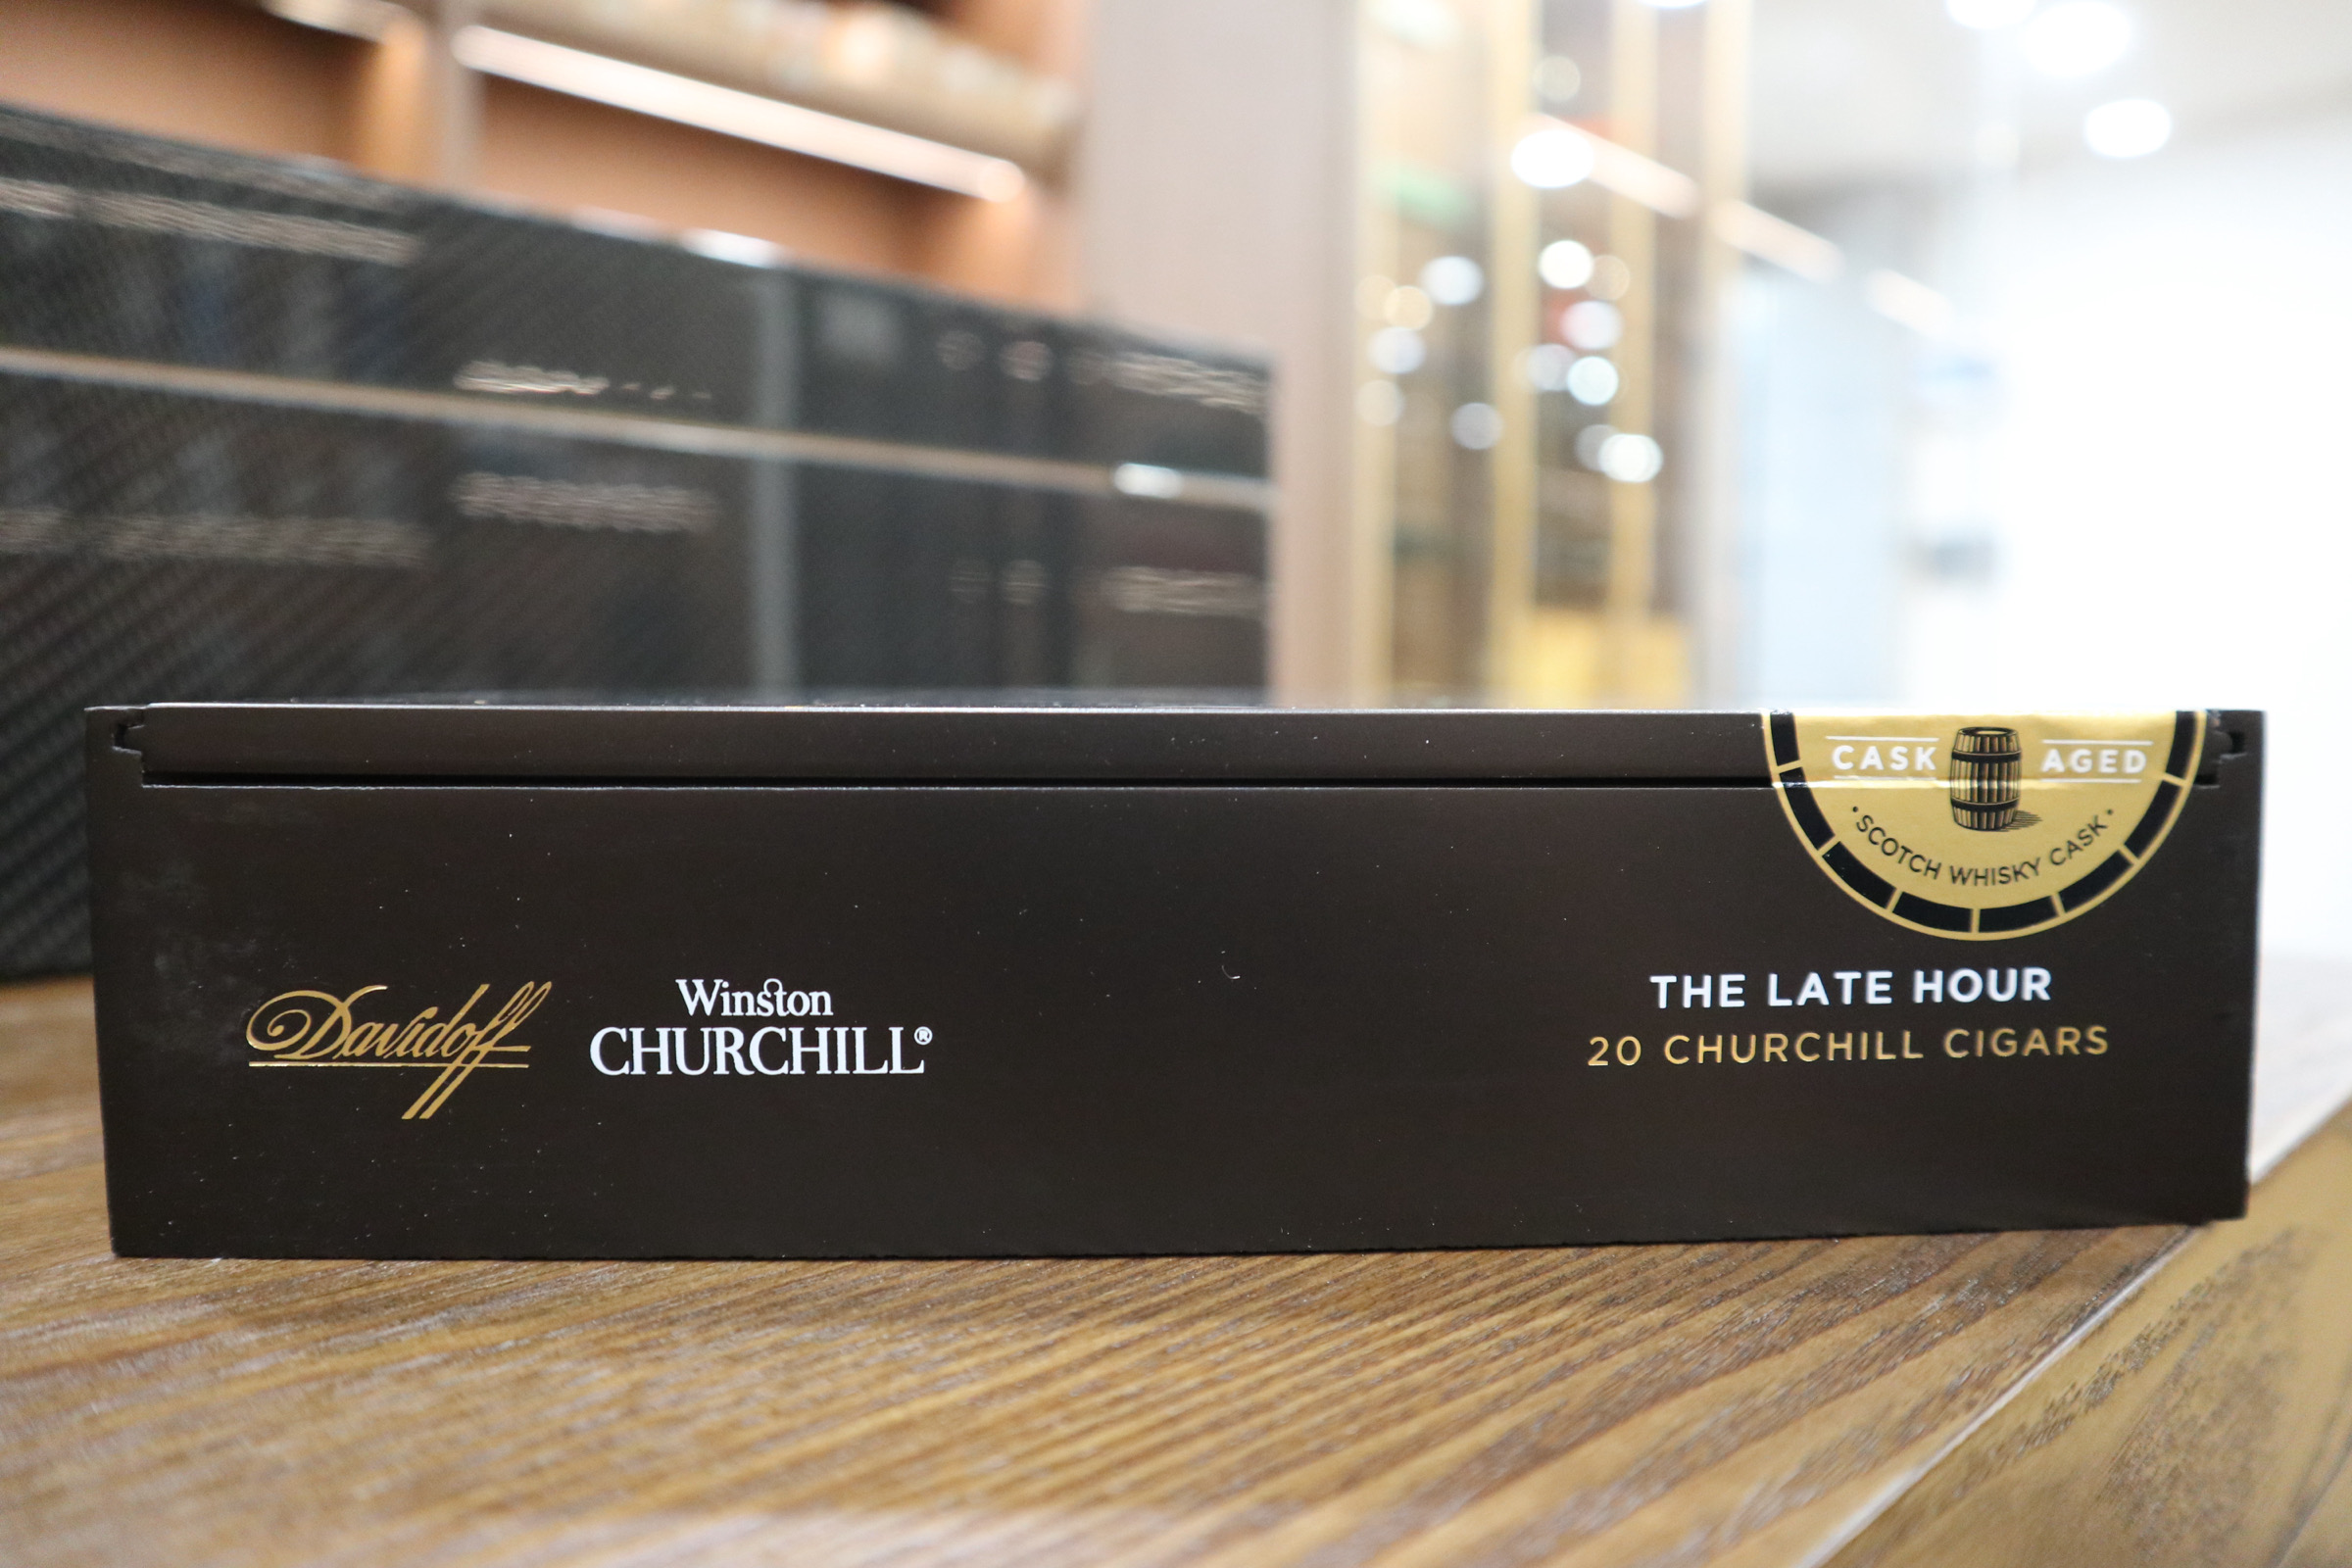 CASK AGED
·SCOTCH WHISKY CASK·
Davidoff
Winston
CHURCHILL®
THE LATE HOUR
20 CHURCHILL CIGARS